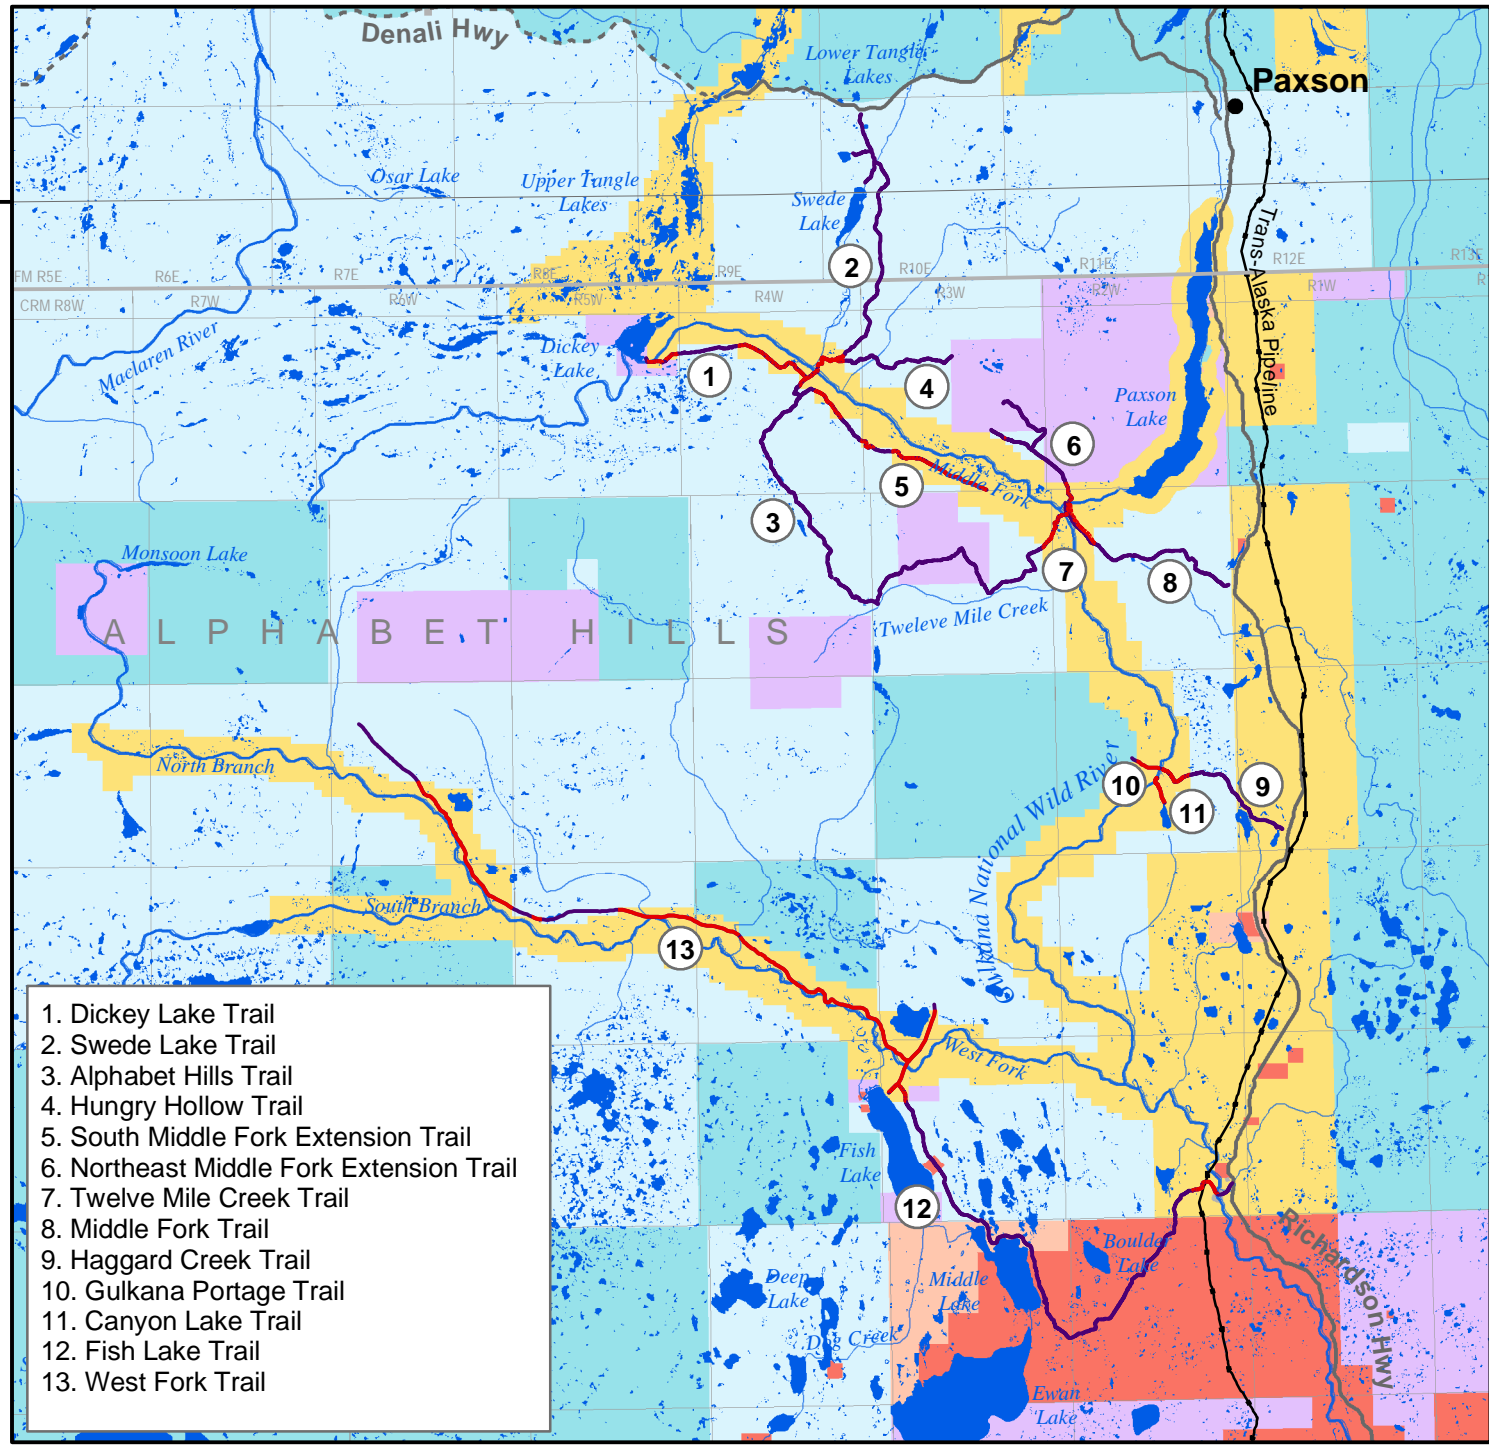 Denali Hwy
Lower Tangle
Lakes
Paxson
Osar Lake
Upper Tangle
Lakes
Swede
Lake
Trans-Alaska Pipeline
2
FM R5E
R6E
R7E
R8E
R9E
R10E
R11E
R12E
R13E
CRM R8W
R7W
R6W
R5W
R4W
R3W
R2W
R1W
R
Maclaren River
Dickey
Lake
1
4
Paxson
Lake
6
5
Middle Fork
3
Monsoon Lake
7
8
Tweleve Mile Creek
ALPHABET HILLS
North Branch
10
9
11
Gulkana National Wild River
South Branch
13
West Fork
Fish
Lake
12
Boulder
Lake
Middle
Lake
Deep
Lake
Dog Creek
Ewan
Lake
Richardson Hwy
1. Dickey Lake Trail
2. Swede Lake Trail
3. Alphabet Hills Trail
4. Hungry Hollow Trail
5. South Middle Fork Extension Trail
6. Northeast Middle Fork Extension Trail
7. Twelve Mile Creek Trail
8. Middle Fork Trail
9. Haggard Creek Trail
10. Gulkana Portage Trail
11. Canyon Lake Trail
12. Fish Lake Trail
13. West Fork Trail